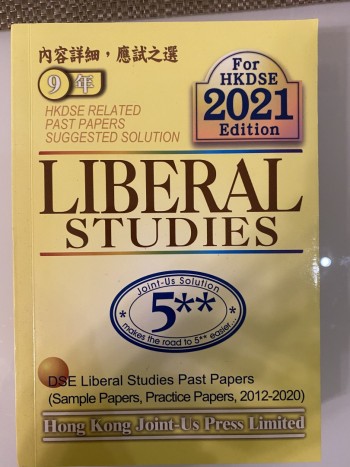 內容詳細，應試之選
9 年
For
HKDSE
2021
Edition
HKDSE RELATED
PAST PAPERS
SUGGESTED SOLUTION
LIBERAL
STUDIES
Joint-Us Solution
5**
* makes the road to 5** easier... *
DSE Liberal Studies Past Papers
(Sample Papers, Practice Papers, 2012-2020)
Hong Kong Joint-Us Press Limited